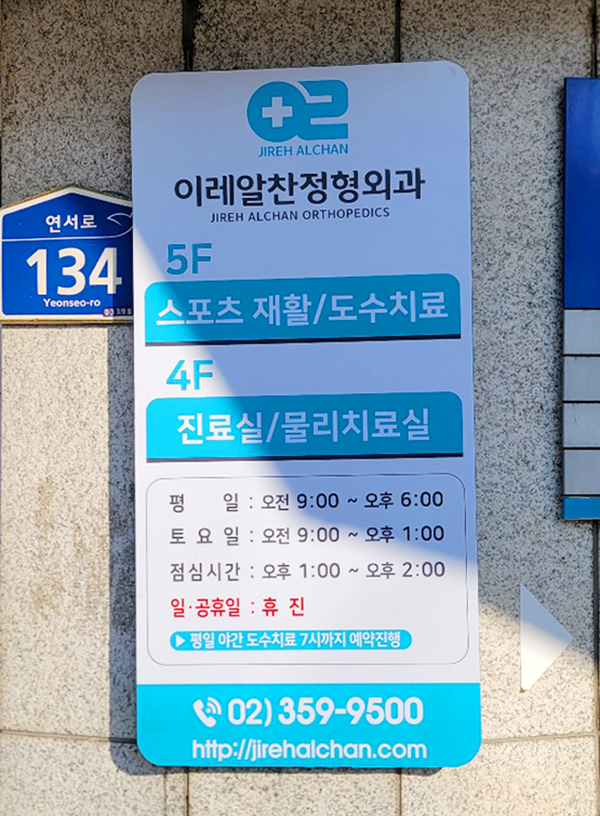 JIREH ALCHAN
이레알찬정형외과
JIREH ALCHAN ORTHOPEDICS
5F
스포츠 재활/도수치료
4F
진료실/물리치료실
평 일 : 오전 9:00 ~ 오후 6:00
토 요 일 : 오전 9:00 ~ 오후 1:00
점심시간 : 오후 1:00 ~ 오후 2:00
일·공휴일 : 휴 진
▶ 평일 야간 도수치료 7시까지 예약진행
02) 359-9500
http://jirehalchan.com
연서로
134
Yeonseo-ro